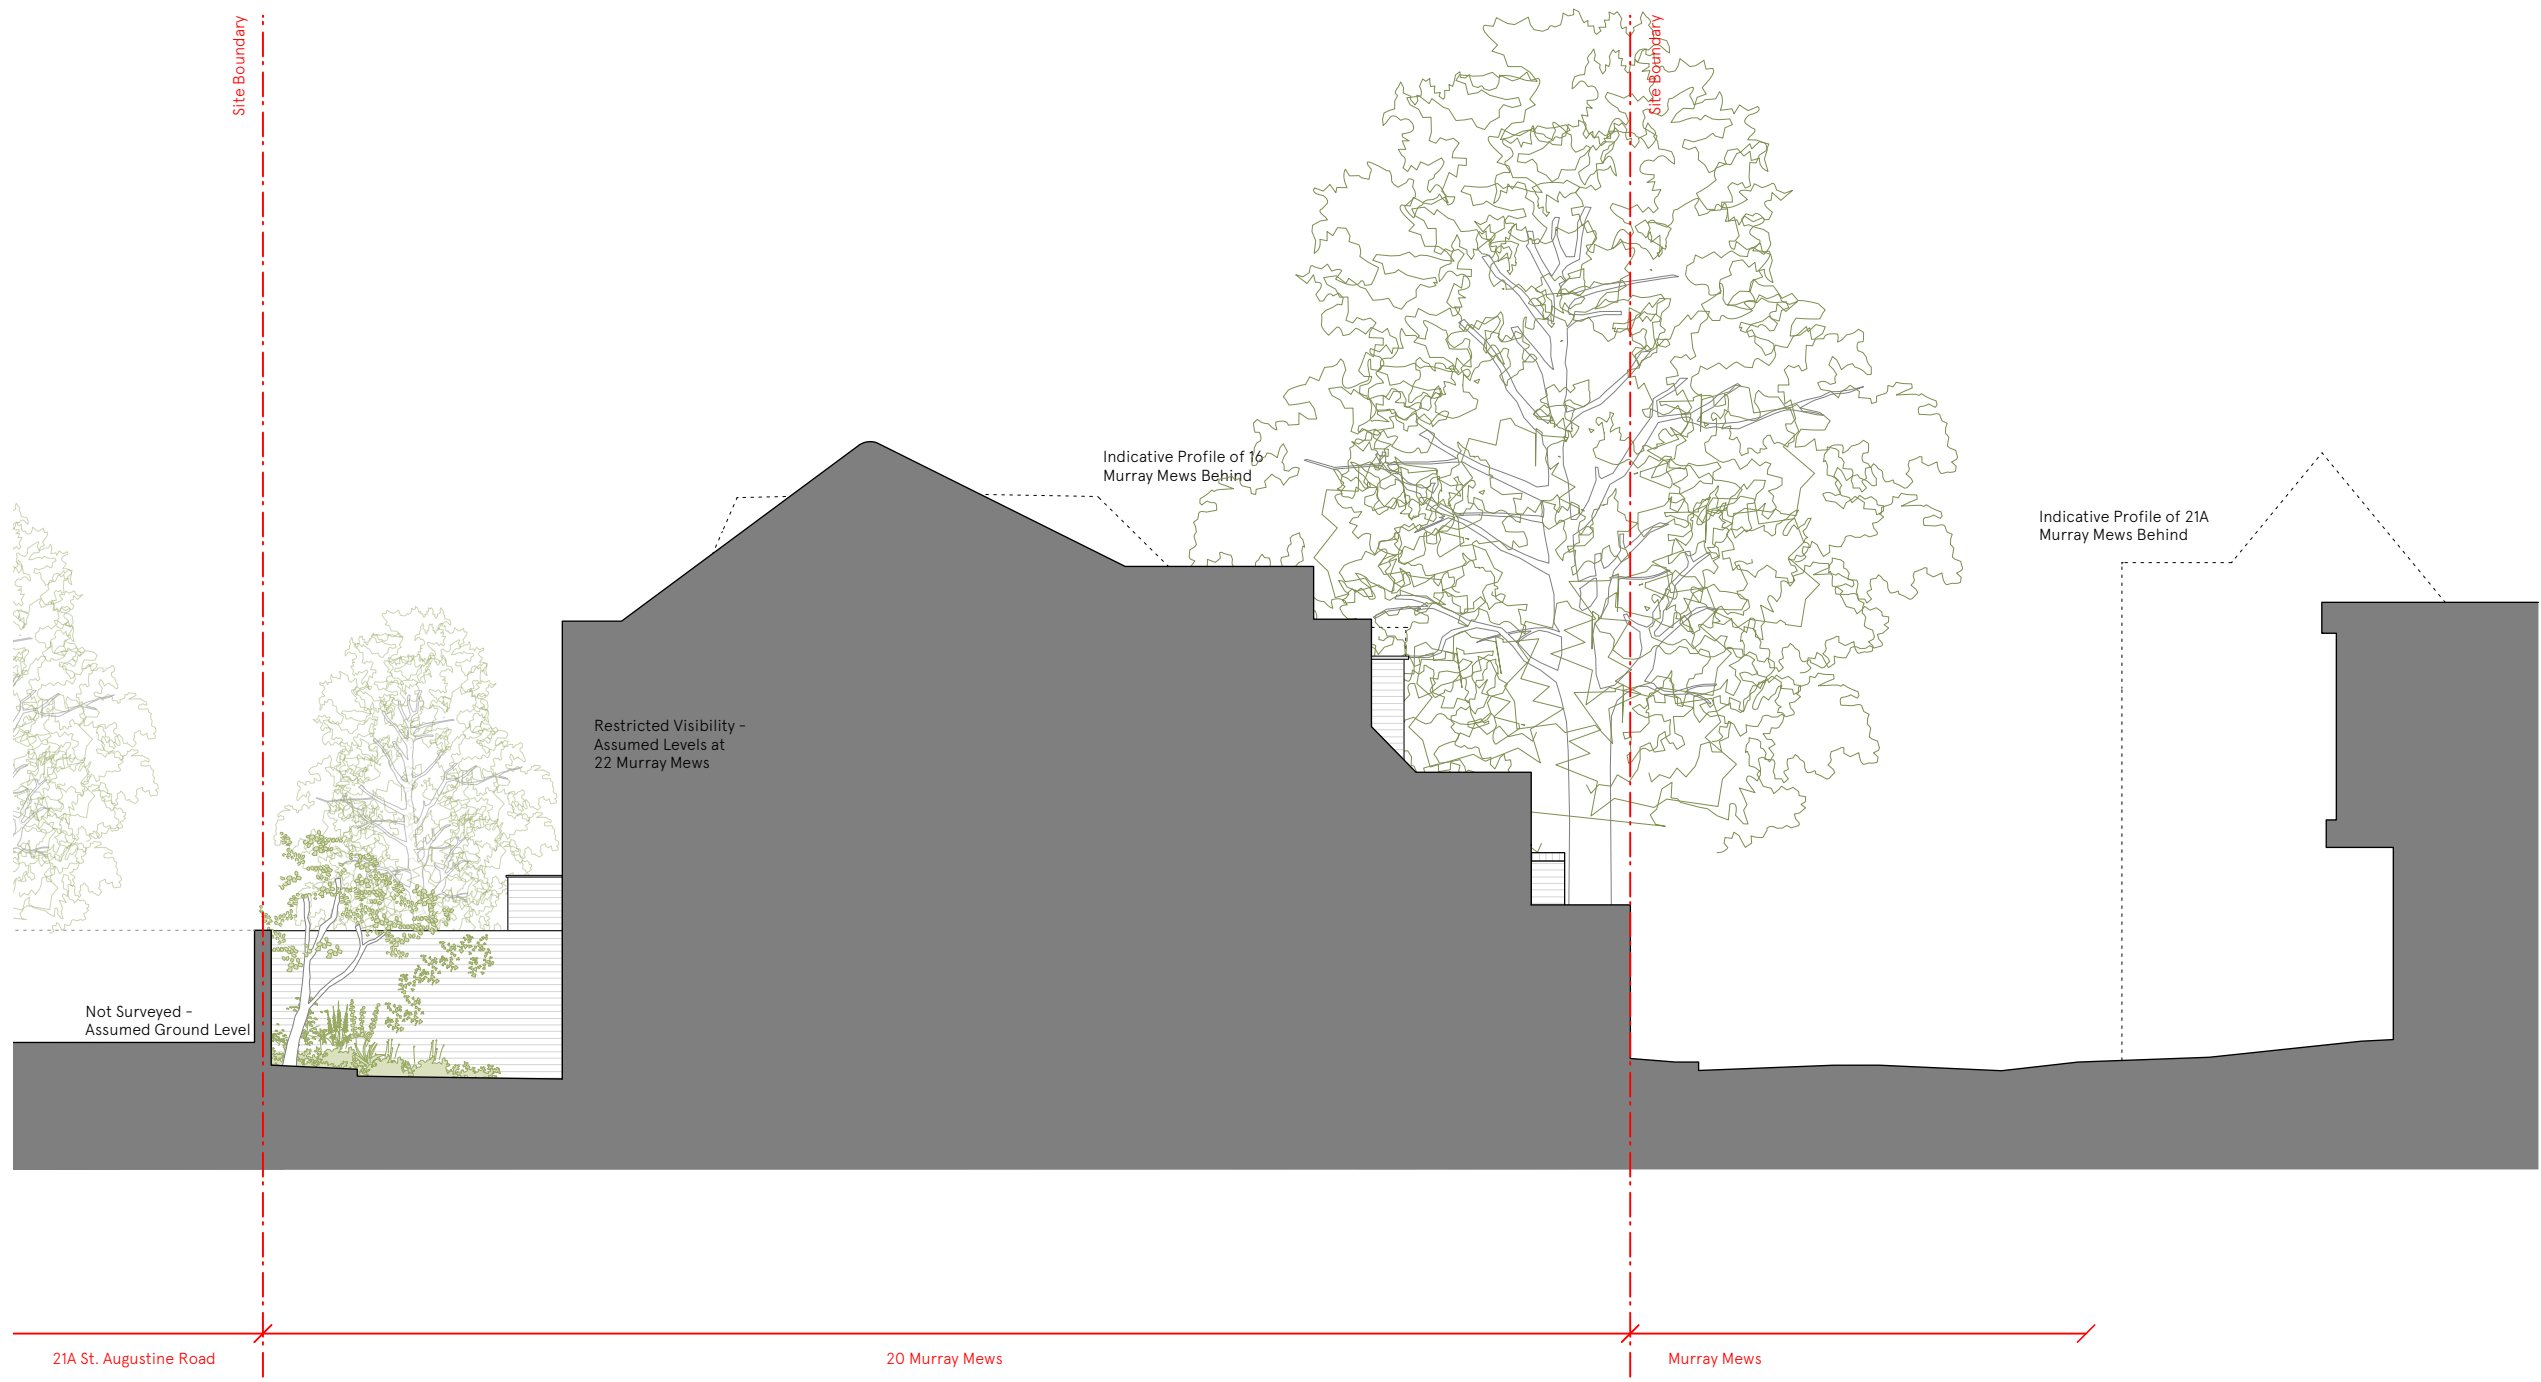 Site Boundary
Site Boundary
Indicative Profile of 16
Murray Mews Behind
Indicative Profile of 21A
Murray Mews Behind
Restricted Visibility -
Assumed Levels at
22 Murray Mews
Not Surveyed -
Assumed Ground Level
21A St. Augustine Road
20 Murray Mews
Murray Mews